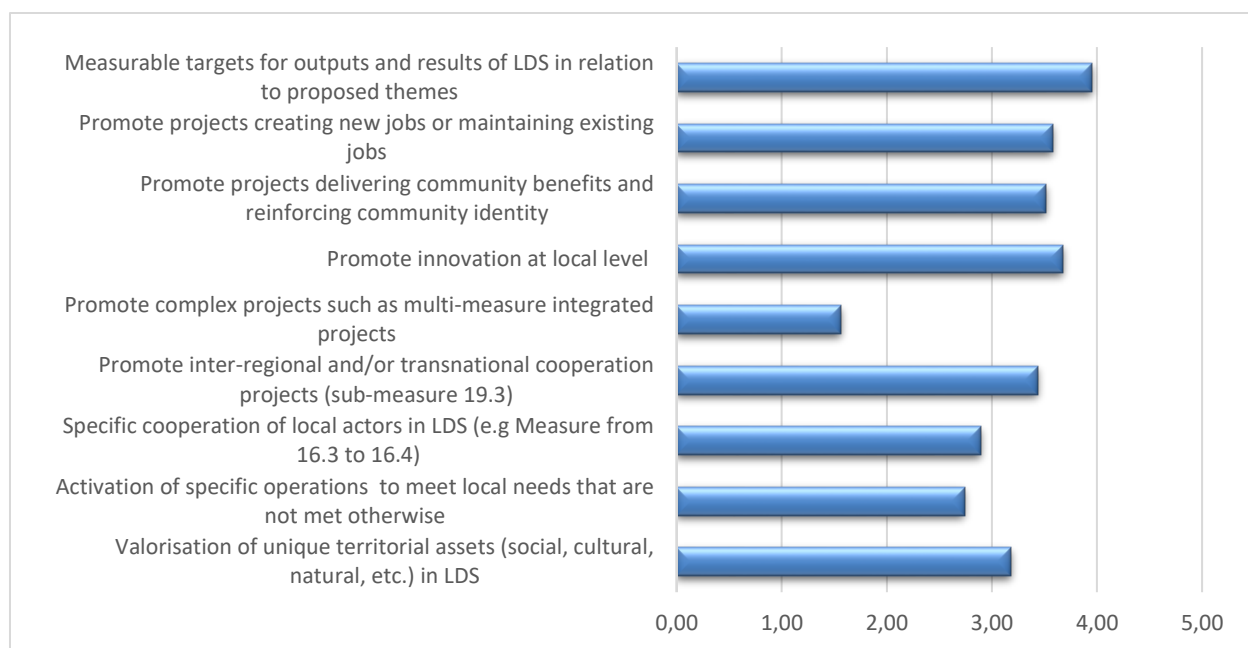 Measurable targets for outputs and results of LDS in relation
to proposed themes
Promote projects creating new jobs or maintaining existing
jobs
Promote projects delivering community benefits and
reinforcing community identity
Promote innovation at local level
Promote complex projects such as multi-measure integrated
projects
Promote inter-regional and/or transnational cooperation
projects (sub-measure 19.3)
Specific cooperation of local actors in LDS (e.g Measure from
16.3 to 16.4)
Activation of specific operations  to meet local needs that are
not met otherwise
Valorisation of unique territorial assets (social, cultural,
natural, etc.) in LDS
0,00 1,00 2,00 3,00 4,00 5,00